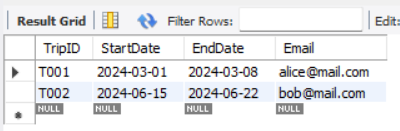 Result Grid Filter Rows: Edit:
TripID StartDate EndDate Email
T001 2024-03-01 2024-03-08 alice@mail.com
T002 2024-06-15 2024-06-22 bob@mail.com
NULL NULL NULL NULL